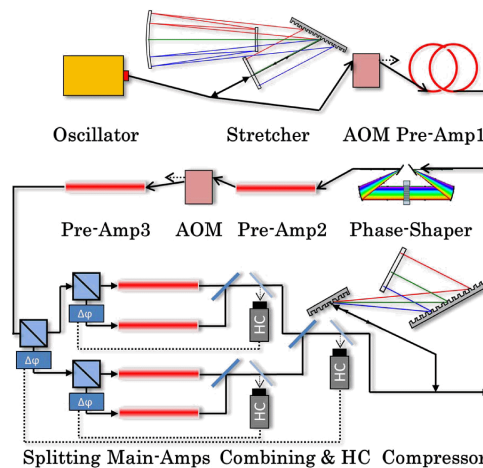 Oscillator Stretcher AOM Pre-Amp1
Pre-Amp3 AOM Pre-Amp2 Phase-Shaper
Δφ
HC
Δφ
HC
HC
Δφ
Splitting Main-Amps Combining & HC Compressor